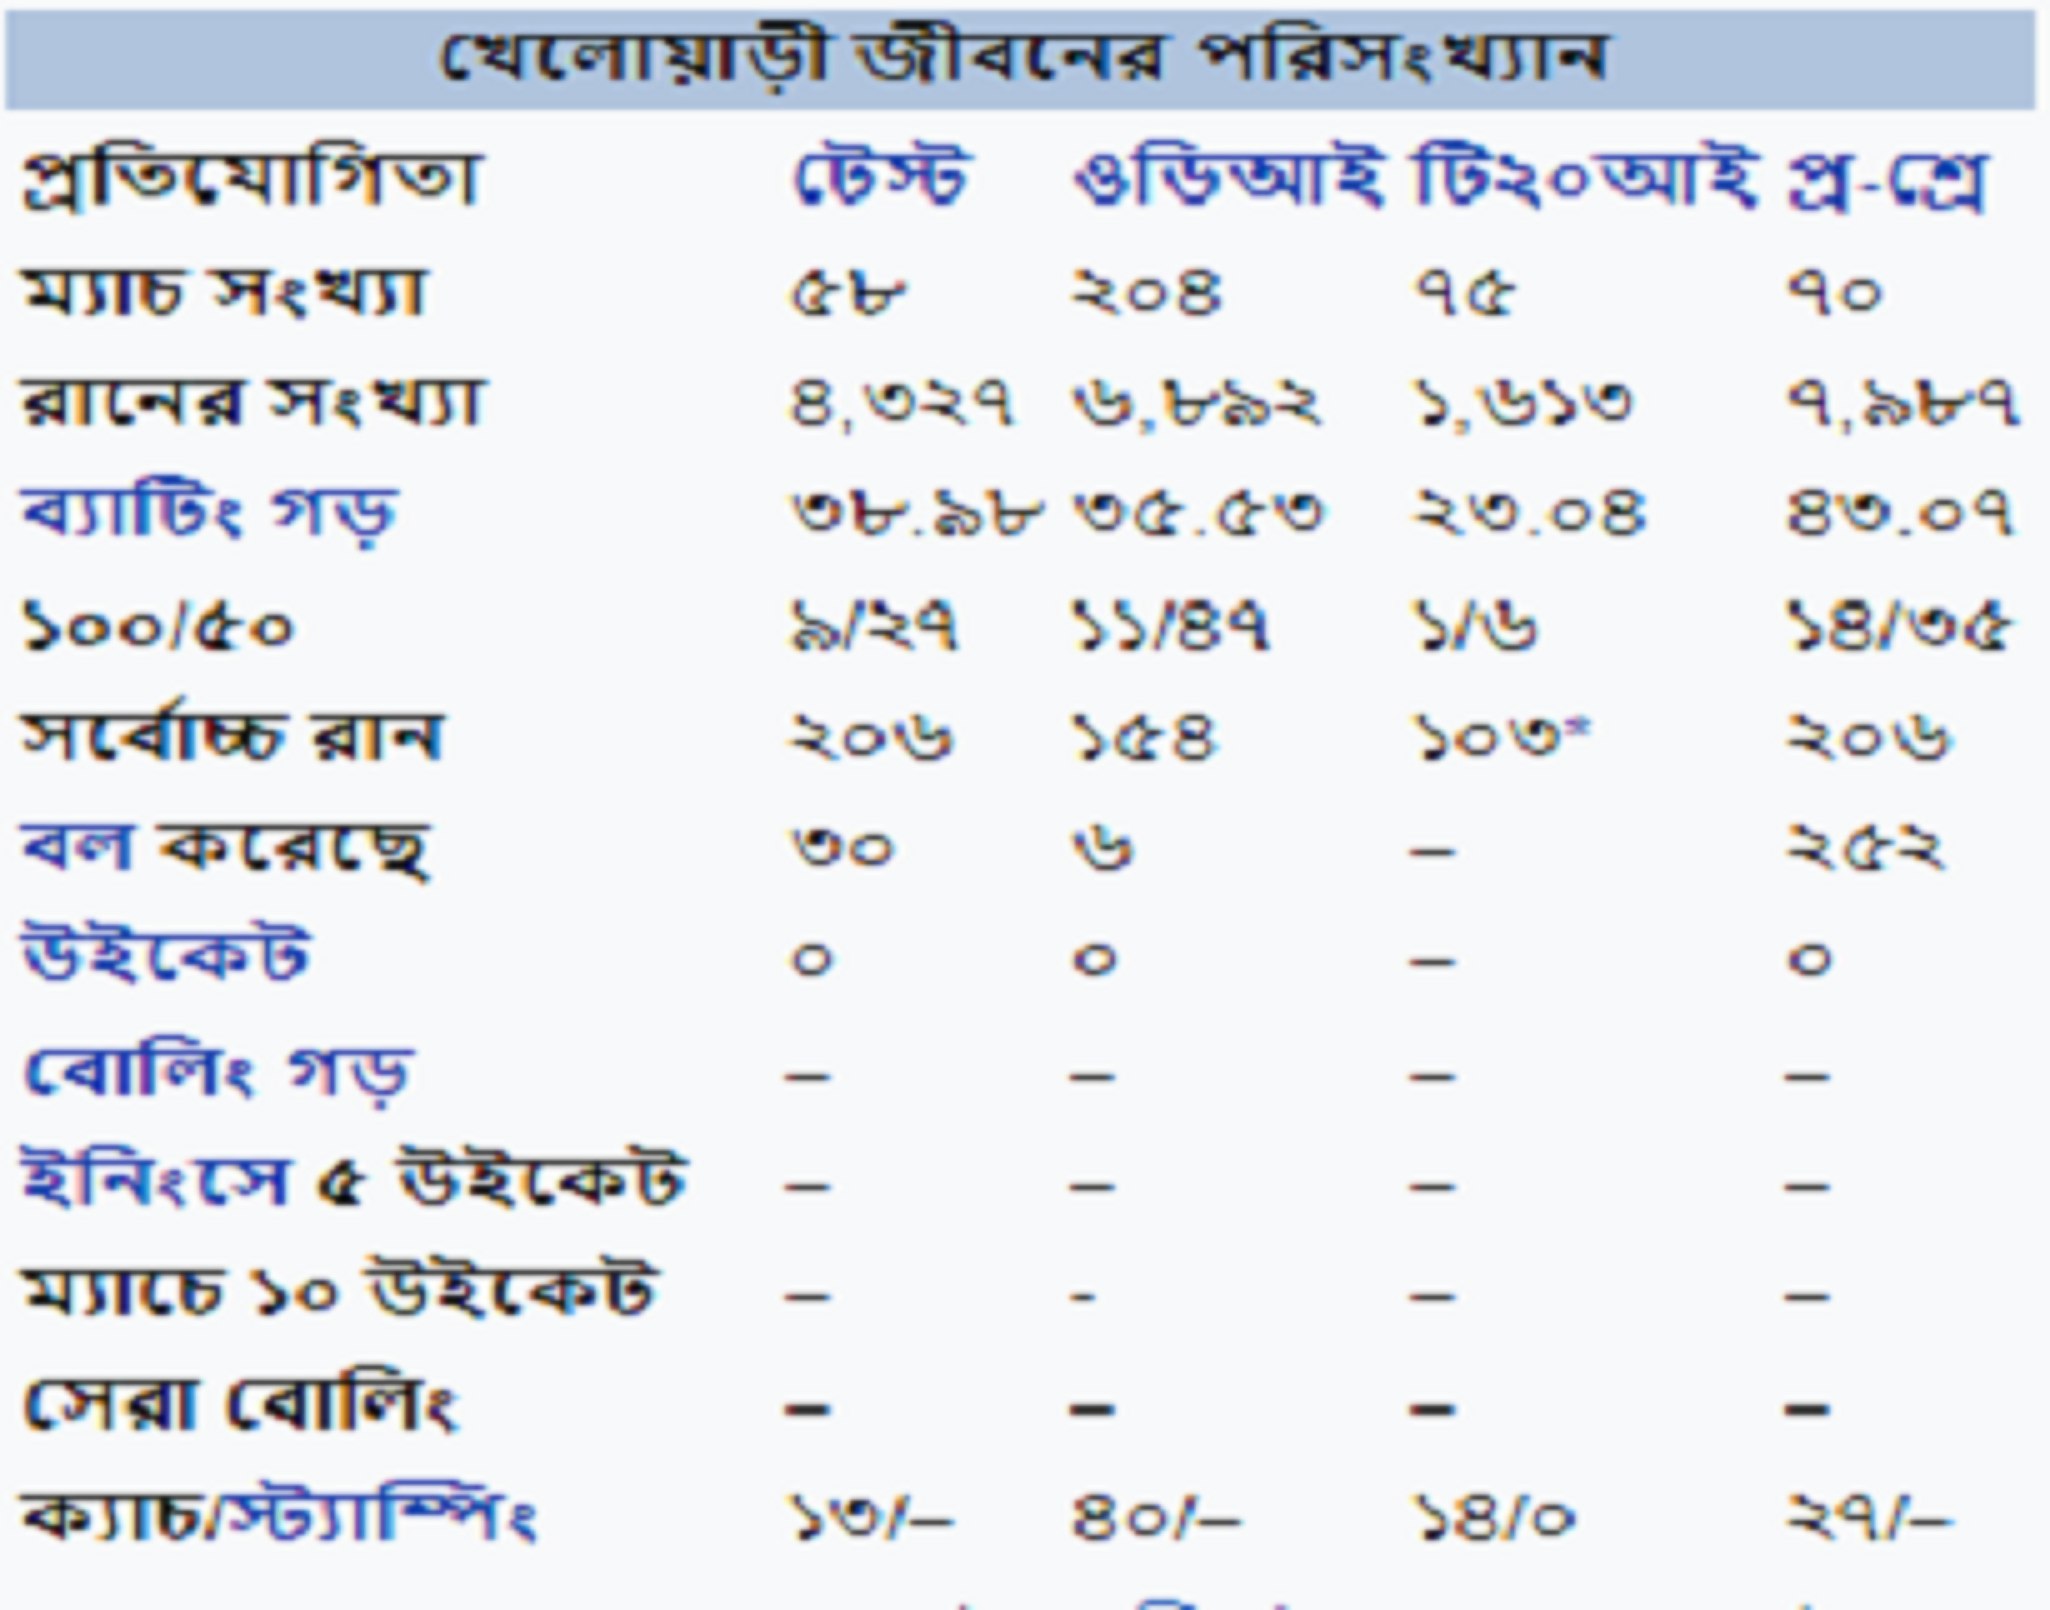 খেলোয়াড়ী জীবনের পরিসংখ্যান
প্রতিযোগিতা টেস্ট ওডিআই টি২০আই প্র-শ্রে
ম্যাচ সংখ্যা ৫৮ ২০৪ ৭৫ ৭০
রানের সংখ্যা ৪,৩২৭ ৬,৮৯২ ১,৬১৩ ৭,৯৮৭
ব্যাটিং গড় ৩৮.৯৮ ৩৫.৫৩ ২৩.০৪ ৪৩.০৭
১০০/৫০ ৯/২৭ ১১/৪৭ ১/৬ ১৪/৩৫
সর্বোচ্চ রান ২০৬ ১৫৪ ১০৩* ২০৬
বল করেছে ৩০ ৬ – ২৫২
উইকেট ০ ০ – ০
বোলিং গড় – – – –
ইনিংসে ৫ উইকেট – – – –
ম্যাচে ১০ উইকেট – - – –
সেরা বোলিং – – – –
ক্যাচ/স্ট্যাম্পিং ১৩/– ৪০/– ১৪/০ ২৭/–